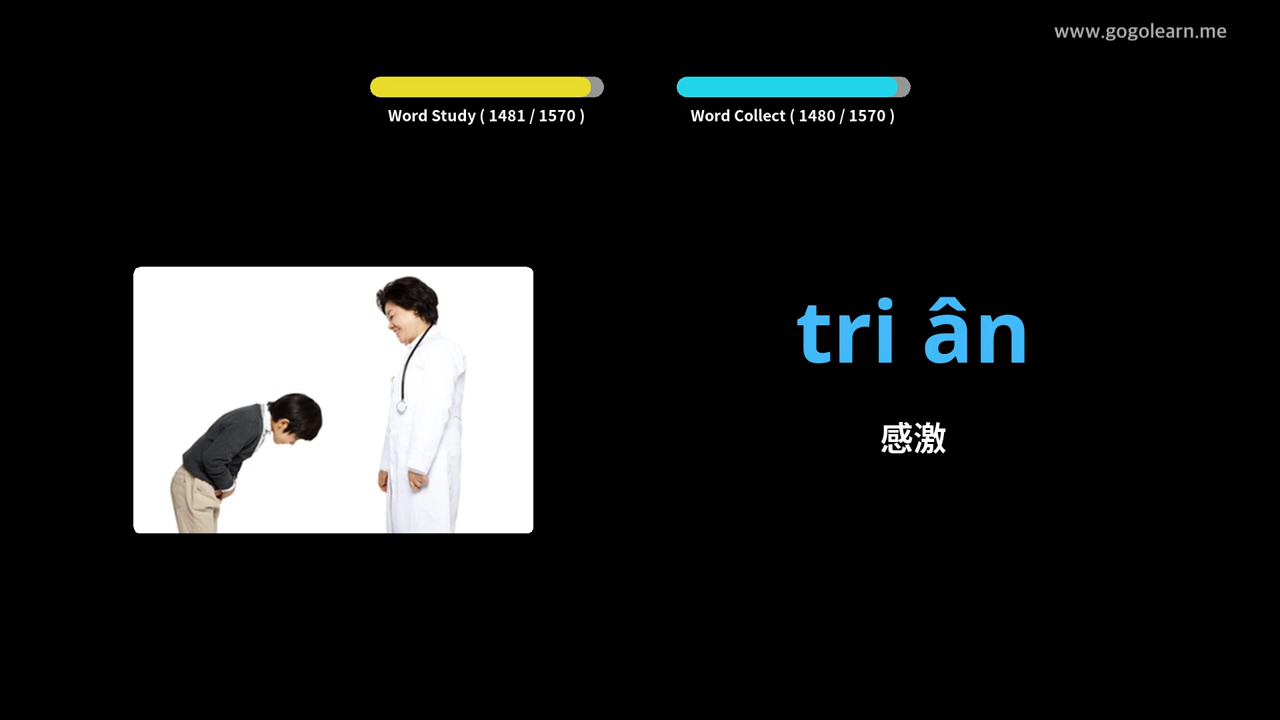 www.gogolearn.me
Word Study ( 1481 / 1570 )
Word Collect ( 1480 / 1570 )
tri ân
感激